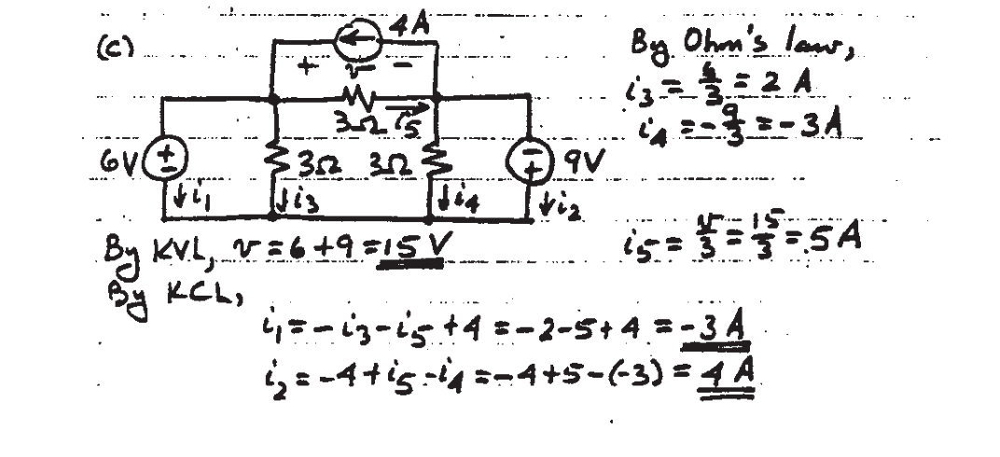 (c)
4A
+ v −
3Ω i₅
6V + −
3Ω
3Ω
− + 9V
↓i₁
↓i₃
↓i₄
↓i₂
By Ohm's law,
i₃ = 6/3 = 2 A
i₄ = -9/3 = -3A
i₅ = v/3 = 15/3 = 5 A
By KVL, v = 6 + 9 = 15 V
By KCL,
i₁ = -i₃ - i₅ + 4 = -2 - 5 + 4 = -3 A
i₂ = -4 + i₅ - i₄ = -4 + 5 - (-3) = 4 A